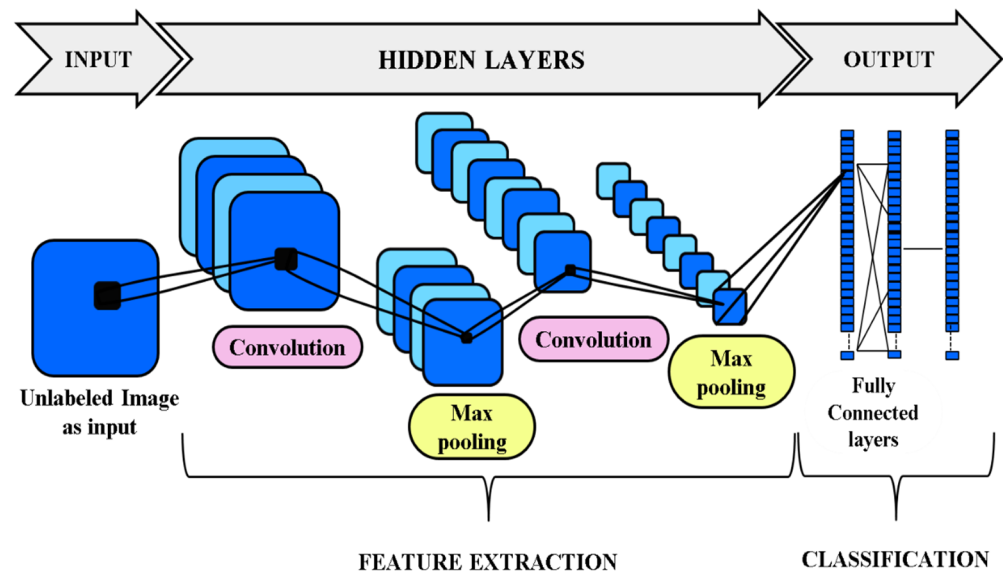 INPUT
HIDDEN LAYERS
OUTPUT
Unlabeled Image
as input
Convolution
Max
pooling
Convolution
Max
pooling
Fully
Connected
layers
FEATURE EXTRACTION
CLASSIFICATION